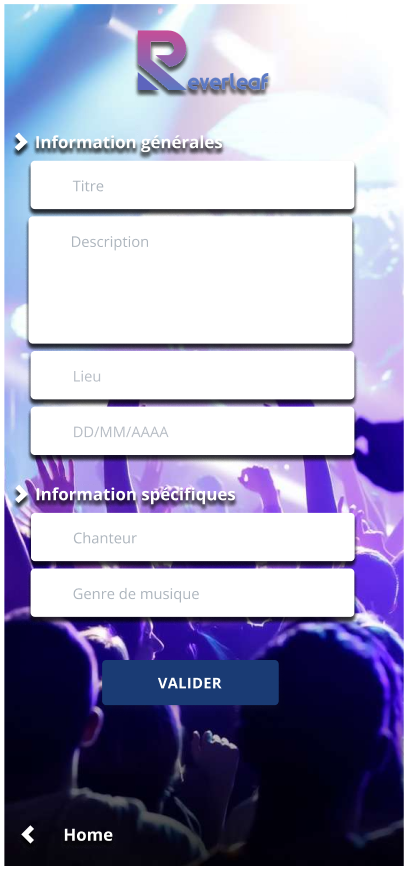 Reverleaf
Information générales
Titre
Description
Lieu
DD/MM/AAAA
Information spécifiques
Chanteur
Genre de musique
VALIDER
Home